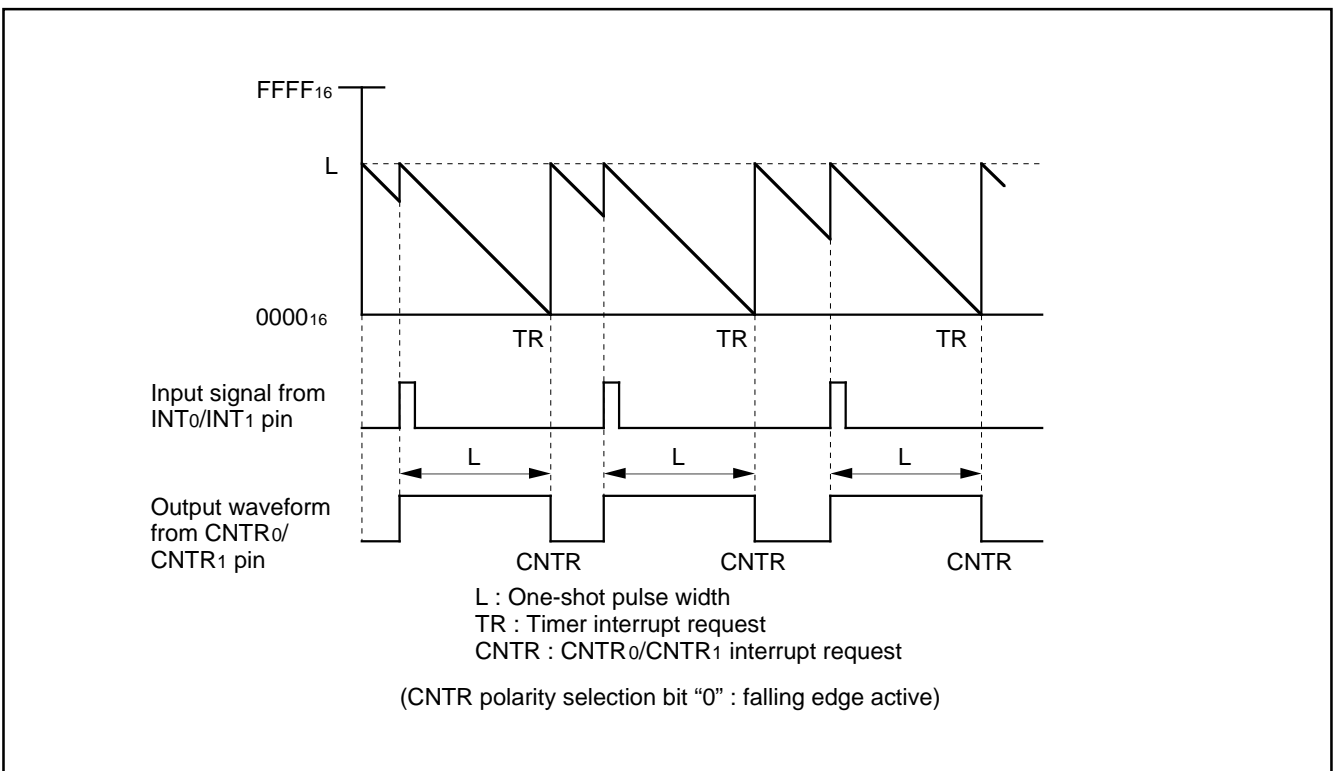 FFFF16
L
000016
TR TR TR
Input signal from
INT0/INT1 pin
L L L
Output waveform
from CNTR0/
CNTR1 pin
CNTR CNTR CNTR
L : One-shot pulse width
TR : Timer interrupt request
CNTR : CNTR0/CNTR1 interrupt request
(CNTR polarity selection bit “0” : falling edge active)